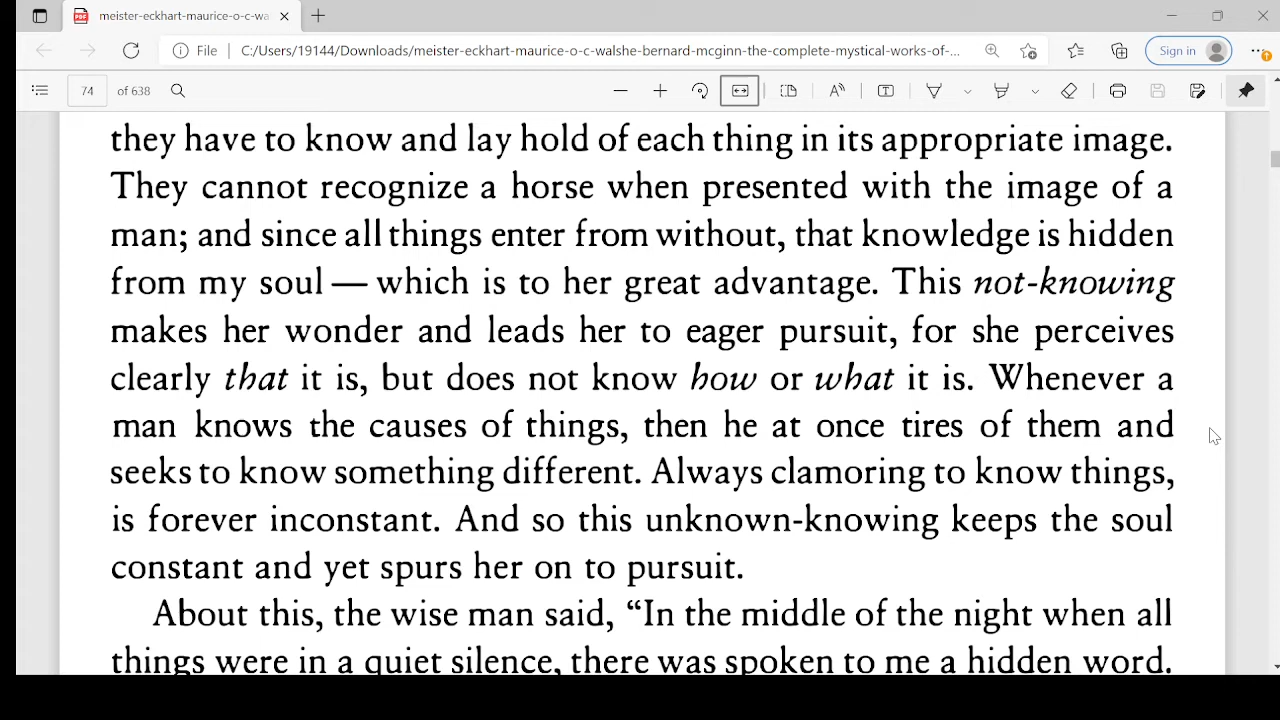 meister-eckhart-maurice-o-c-wa
File C:/Users/19144/Downloads/meister-eckhart-maurice-o-c-walshe-bernard-mcginn-the-complete-mystical-works-of-... Sign in
74 of 638
they have to know and lay hold of each thing in its appropriate image.
They cannot recognize a horse when presented with the image of a
man; and since all things enter from without, that knowledge is hidden
from my soul — which is to her great advantage. This not-knowing
makes her wonder and leads her to eager pursuit, for she perceives
clearly that it is, but does not know how or what it is. Whenever a
man knows the causes of things, then he at once tires of them and
seeks to know something different. Always clamoring to know things,
is forever inconstant. And so this unknown-knowing keeps the soul
constant and yet spurs her on to pursuit.
About this, the wise man said, “In the middle of the night when all
things were in a quiet silence, there was spoken to me a hidden word.